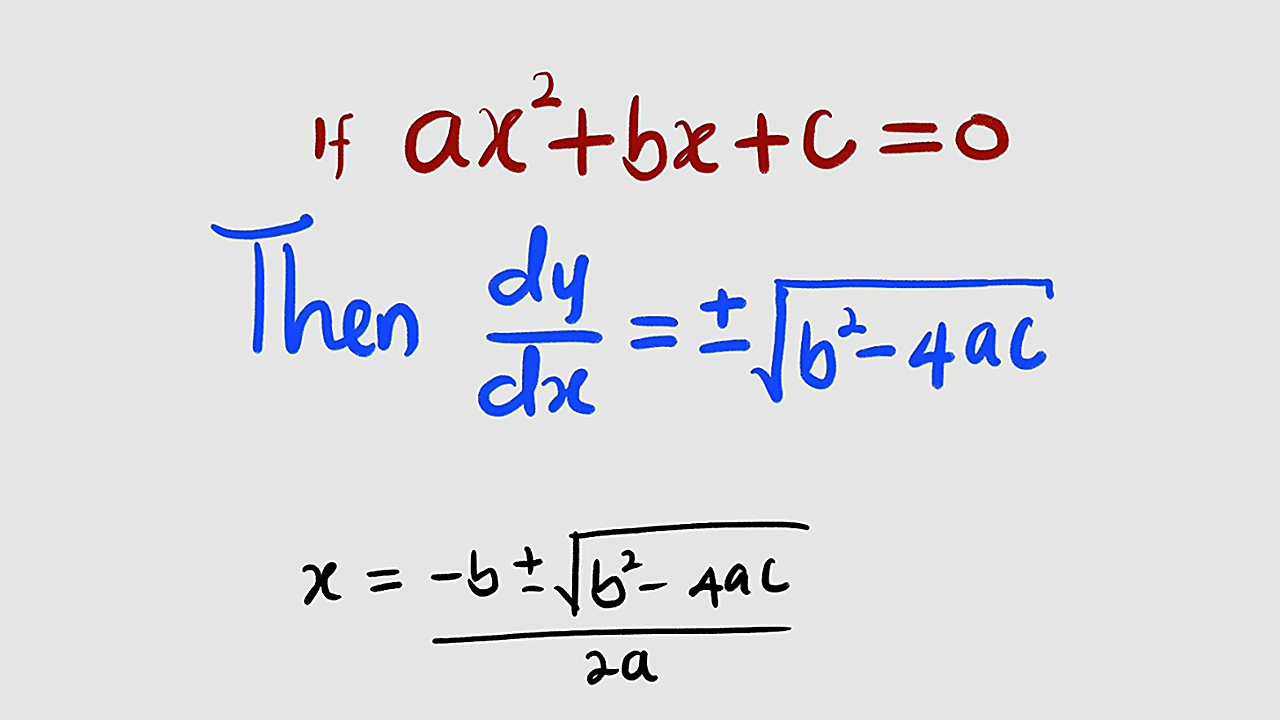 If ax²+bx+c=0
Then dy/dx = ±√(b²-4ac)
x = (-b±√(b²-4ac))/2a